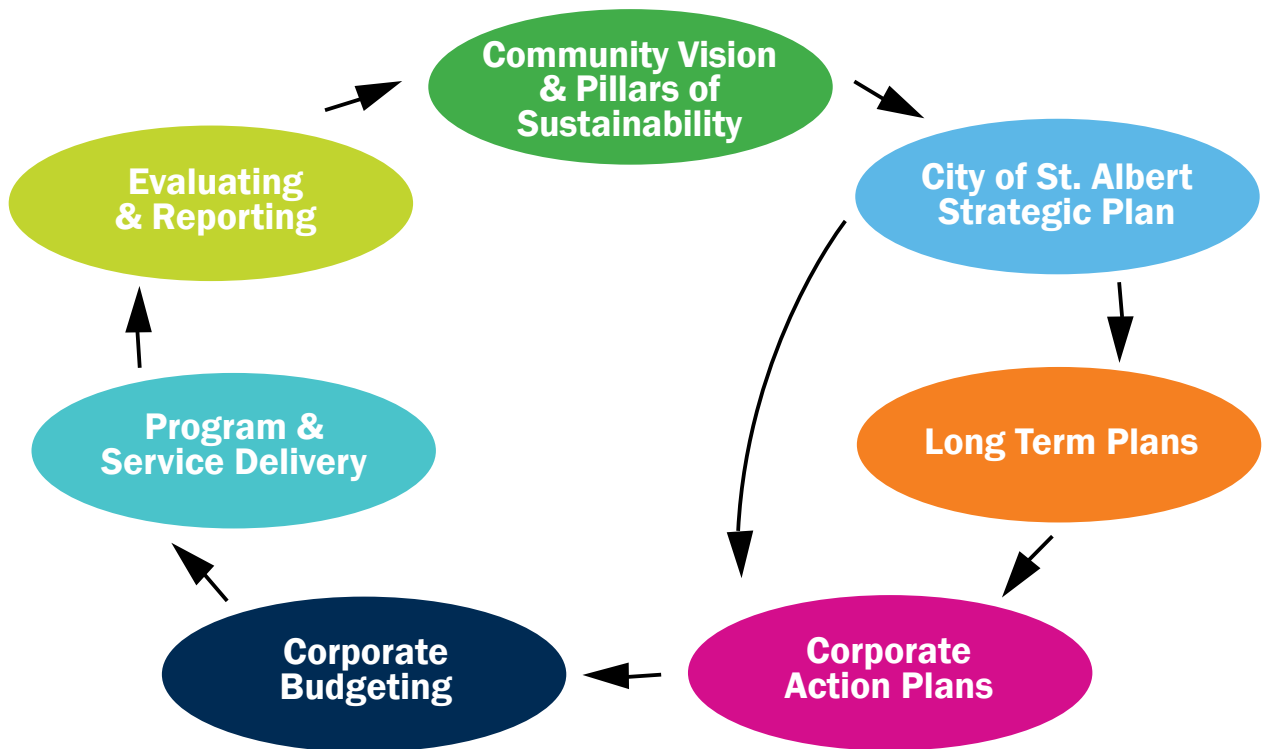 Community Vision
& Pillars of
Sustainability
City of St. Albert
Strategic Plan
Long Term Plans
Corporate
Action Plans
Corporate
Budgeting
Program &
Service Delivery
Evaluating
& Reporting